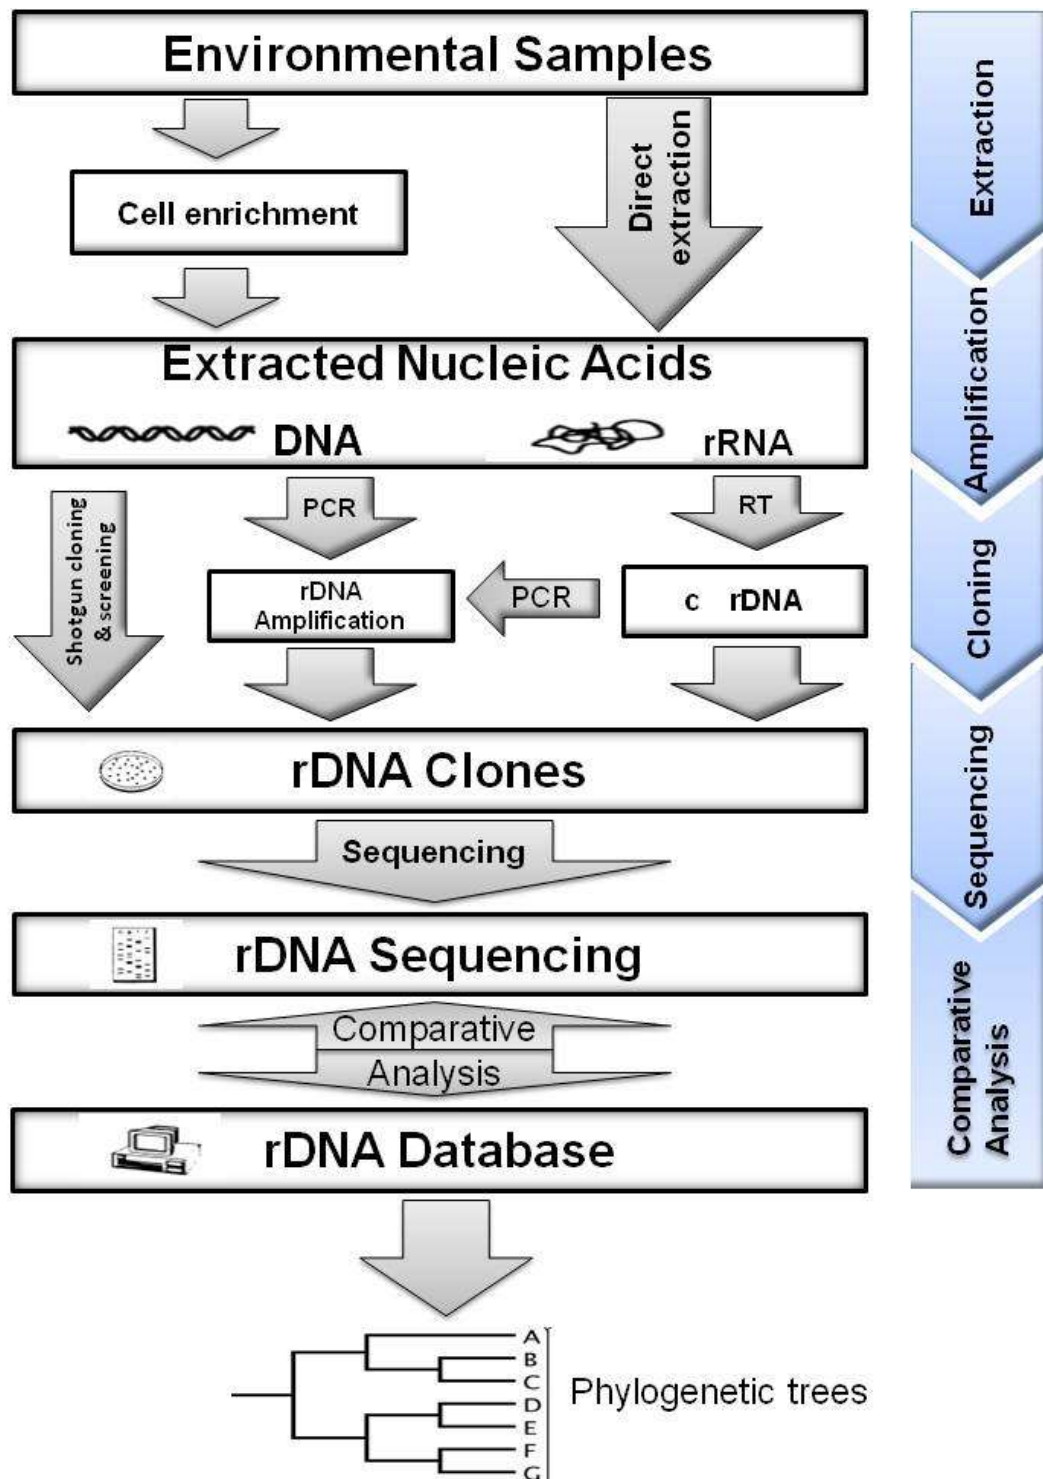 Environmental Samples
Direct
extraction
Cell enrichment
Extracted Nucleic Acids
DNA
rRNA
Shotgun cloning
& screening
PCR
RT
rDNA
Amplification
PCR
c rDNA
rDNA Clones
Sequencing
rDNA Sequencing
Comparative
Analysis
rDNA Database
A
B
C
D
E
F
G
Phylogenetic trees
Extraction
Amplification
Cloning
Sequencing
Comparative
Analysis